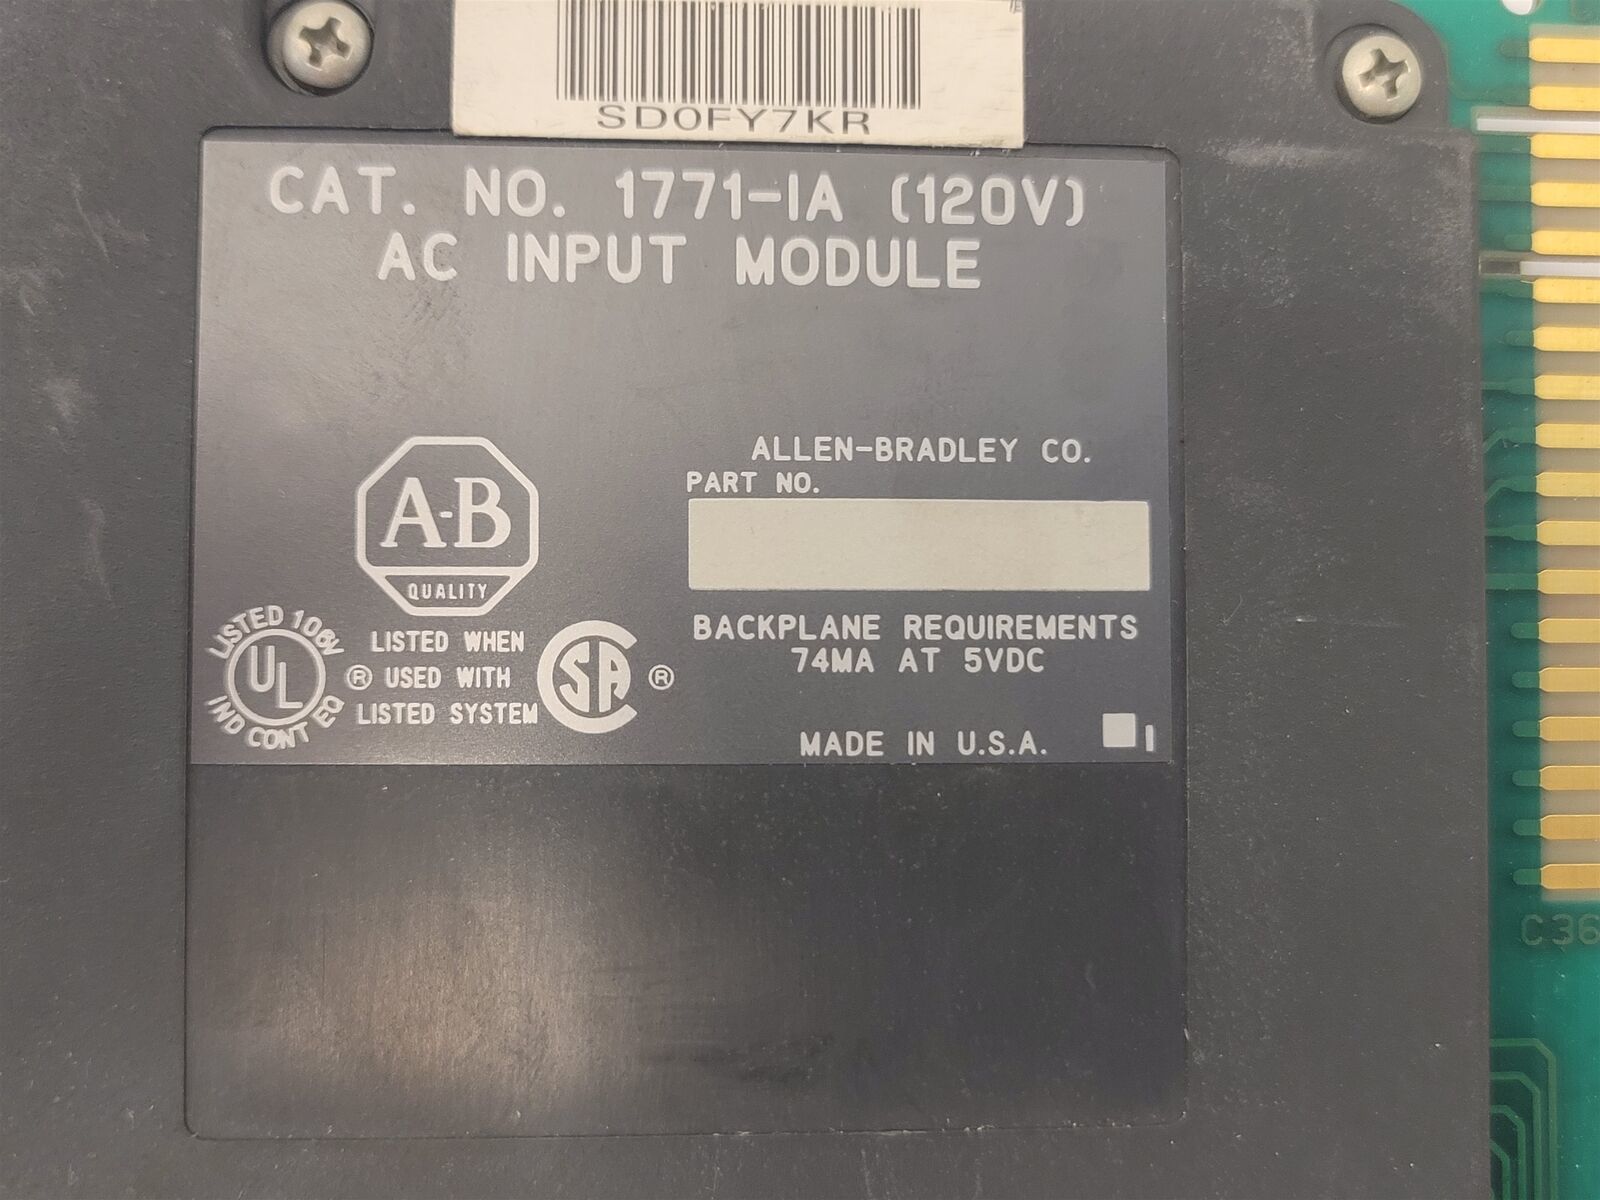 SD0FY7KR
CAT. NO. 1771-IA (120V)
AC INPUT MODULE
ALLEN-BRADLEY CO.
PART NO.
A-B
QUALITY
BACKPLANE REQUIREMENTS
74MA AT 5VDC
LISTED 106V
UL
IND CONT EQ
®
LISTED WHEN
USED WITH
LISTED SYSTEM
SA
®
MADE IN U.S.A.
C36